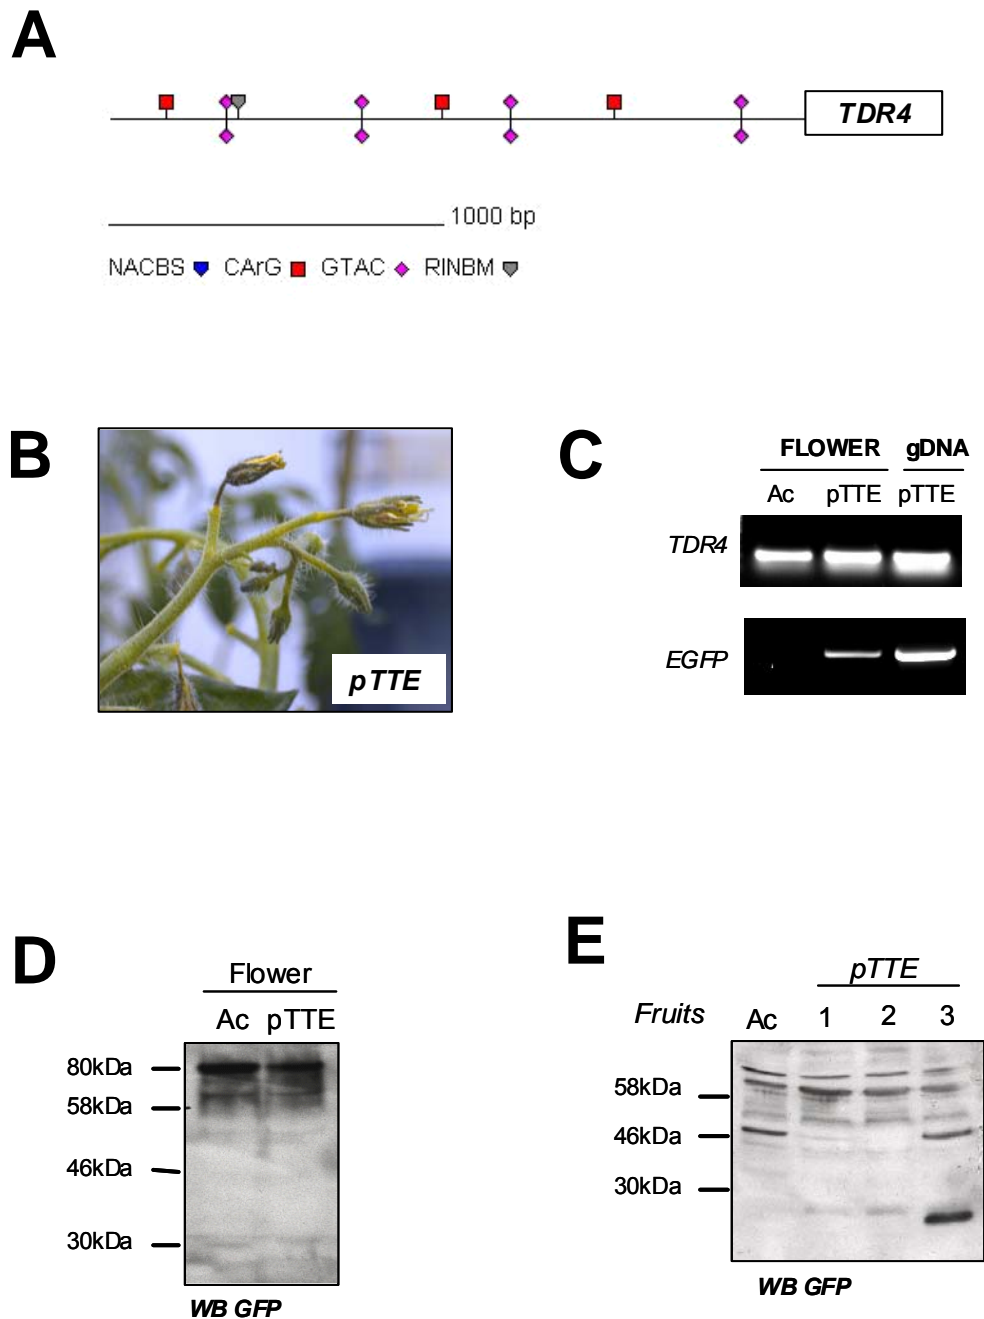 A
TDR4
1000 bp
NACBS CArG GTAC RINBM
B
pTTE
C
FLOWER gDNA
Ac pTTE pTTE
TDR4
EGFP
D
Flower
Ac pTTE
80kDa
58kDa
46kDa
30kDa
WB GFP
E
pTTE
Fruits Ac 1 2 3
58kDa
46kDa
30kDa
WB GFP